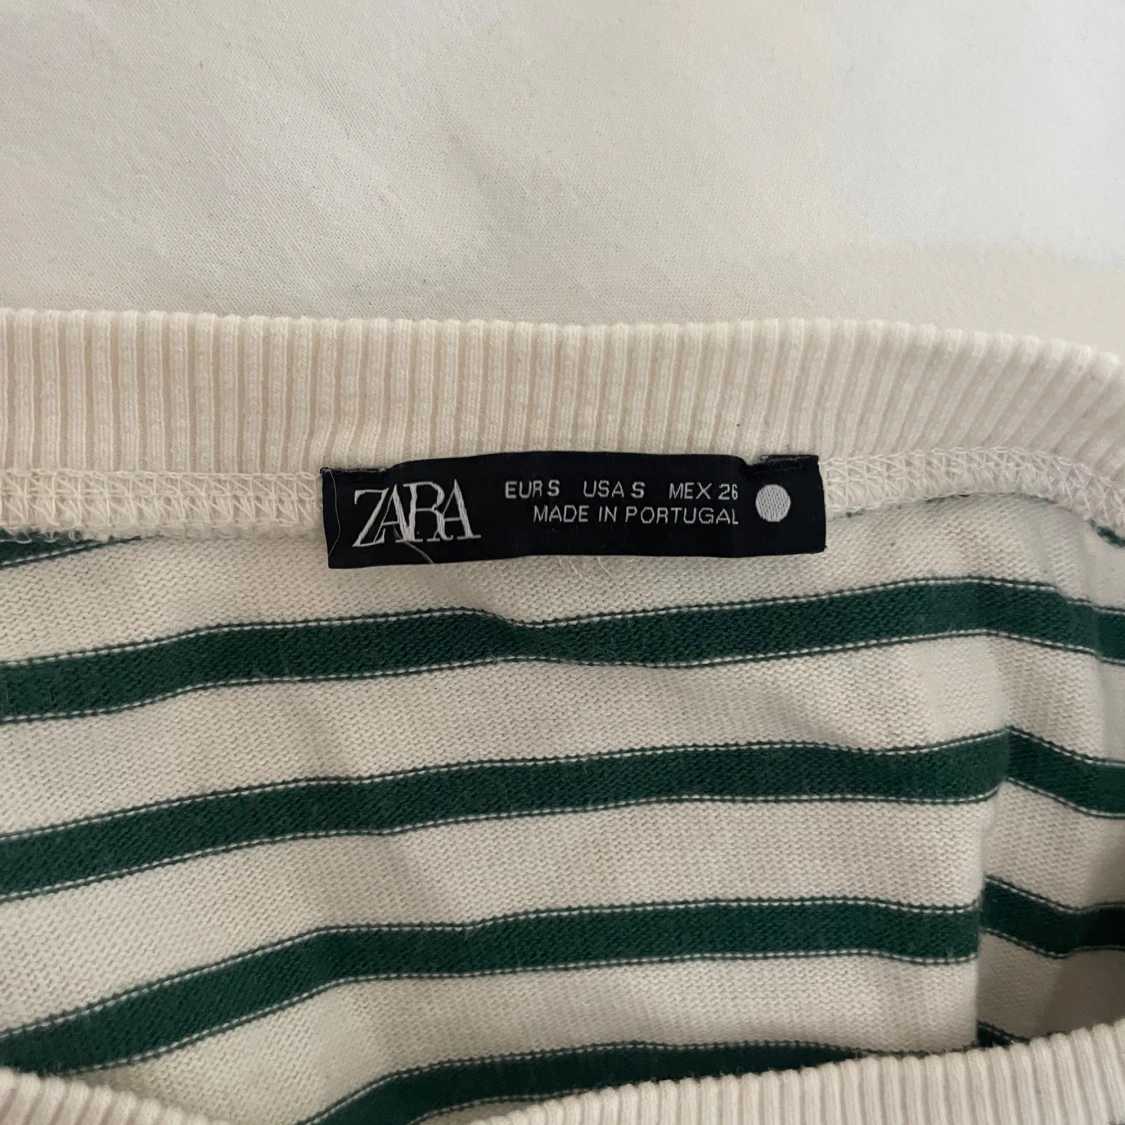 ZARA
EUR S USA S MEX 26
MADE IN PORTUGAL